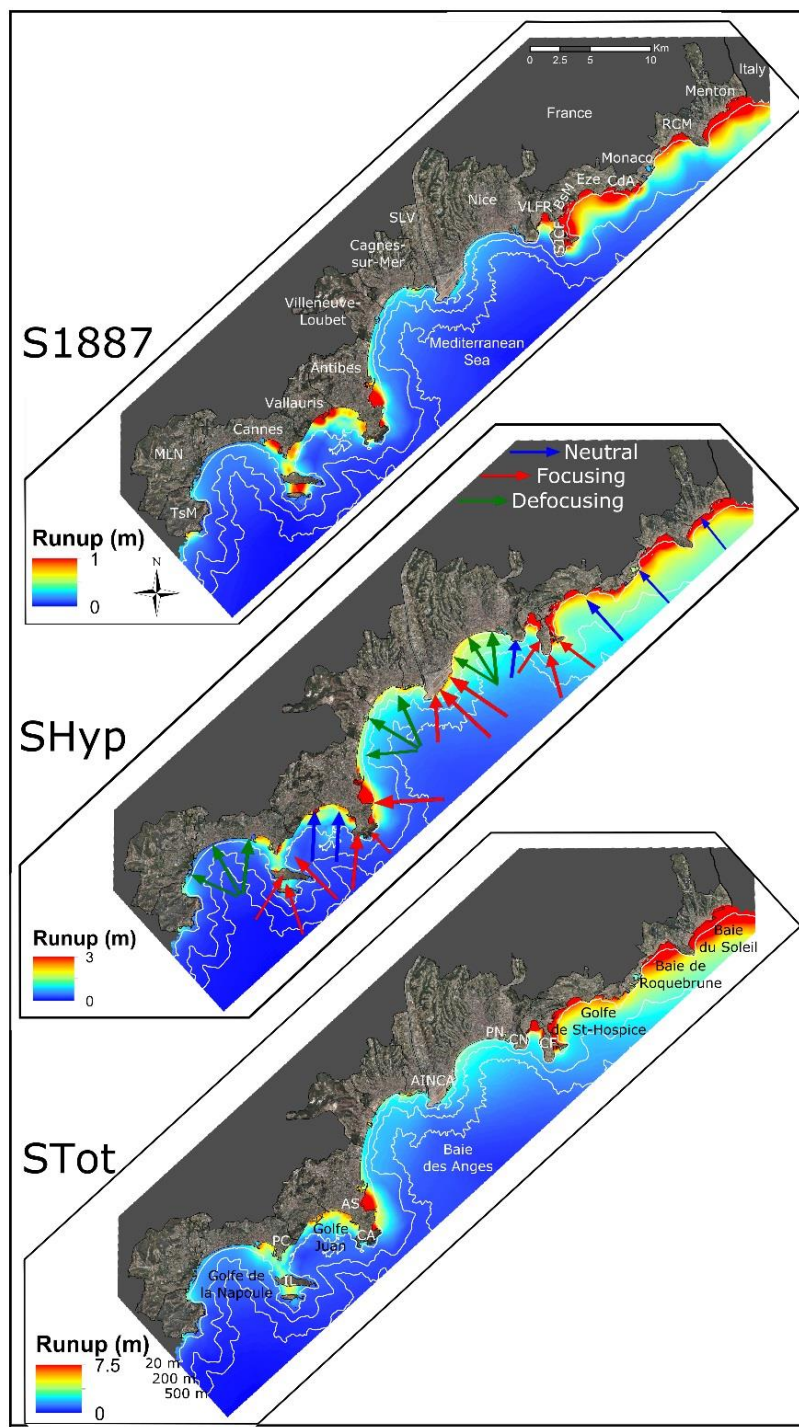 0 2.5 5 10 Km
Italy
Menton
France
RCM
Monaco
Eze
CdA
BsM
VLFR
SJCF
Nice
SLV
Cagnes-
sur-Mer
Villeneuve-
Loubet
Mediterranean
Sea
S1887
Antibes
Vallauris
Cannes
MLN
TsM
Runup (m)
1
0
N
Neutral
Focusing
Defocusing
SHyp
Runup (m)
3
0
Baie
du Soleil
Baie de
Roquebrune
Golfe
de St-Hospice
PN
CN
CF
AINCA
Baie
des Anges
STot
AS
Golfe
Juan
CA
PC
IL
Golfe de
la Napoule
Runup (m)
7.5
0
20 m
200 m
500 m